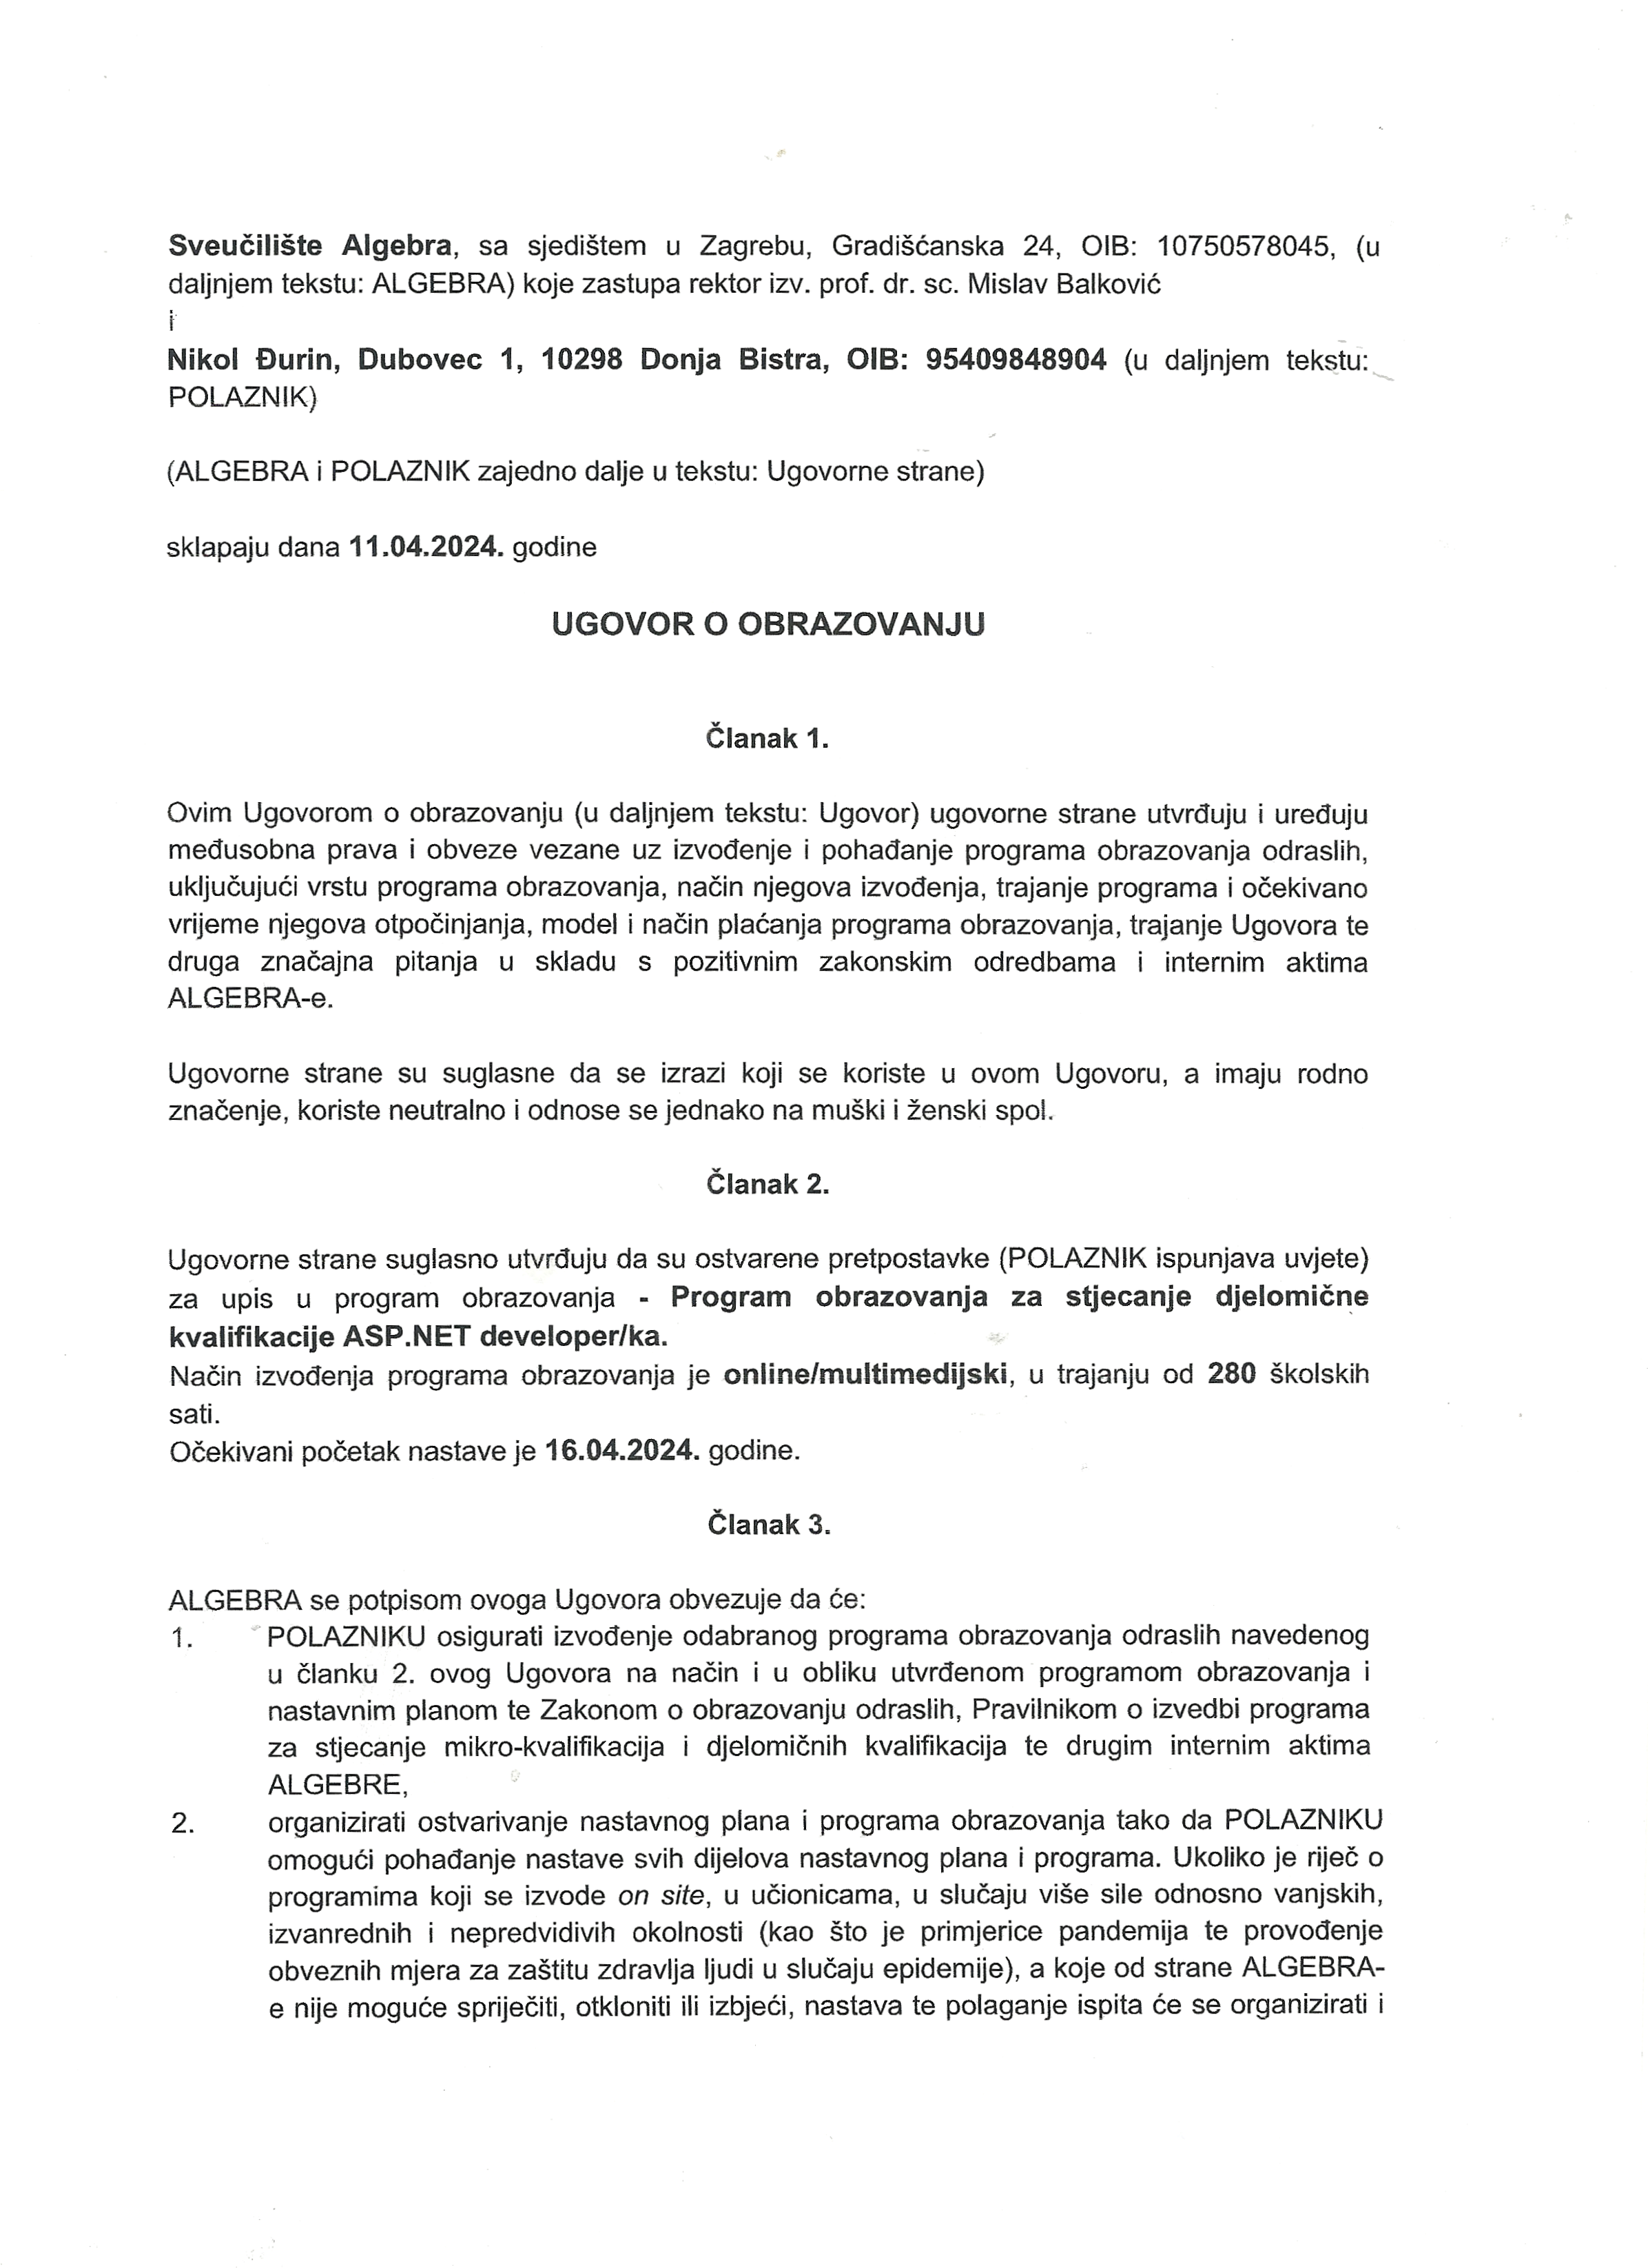 Sveučilište Algebra, sa sjedištem u Zagrebu, Gradišćanska 24, OIB: 10750578045, (u
daljnjem tekstu: ALGEBRA) koje zastupa rektor izv. prof. dr. sc. Mislav Balković
i
Nikol Đurin, Dubovec 1, 10298 Donja Bistra, OIB: 95409848904 (u daljnjem tekstu:
POLAZNIK)
(ALGEBRA i POLAZNIK zajedno dalje u tekstu: Ugovorne strane)
sklapaju dana 11.04.2024. godine
UGOVOR O OBRAZOVANJU
Članak 1.
Ovim Ugovorom o obrazovanju (u daljnjem tekstu: Ugovor) ugovorne strane utvrđuju i uređuju
međusobna prava i obveze vezane uz izvođenje i pohađanje programa obrazovanja odraslih,
uključujući vrstu programa obrazovanja, način njegova izvođenja, trajanje programa i očekivano
vrijeme njegova otpočinjanja, model i način plaćanja programa obrazovanja, trajanje Ugovora te
druga značajna pitanja u skladu s pozitivnim zakonskim odredbama i internim aktima
ALGEBRA-e.
Ugovorne strane su suglasne da se izrazi koji se koriste u ovom Ugovoru, a imaju rodno
značenje, koriste neutralno i odnose se jednako na muški i ženski spol.
Članak 2.
Ugovorne strane suglasno utvrđuju da su ostvarene pretpostavke (POLAZNIK ispunjava uvjete)
za upis u program obrazovanja - Program obrazovanja za stjecanje djelomične
kvalifikacije ASP.NET developer/ka.
Način izvođenja programa obrazovanja je online/multimedijski, u trajanju od 280 školskih
sati.
Očekivani početak nastave je 16.04.2024. godine.
Članak 3.
ALGEBRA se potpisom ovoga Ugovora obvezuje da će:
1. POLAZNIKU osigurati izvođenje odabranog programa obrazovanja odraslih navedenog
u članku 2. ovog Ugovora na način i u obliku utvrđenom programom obrazovanja i
nastavnim planom te Zakonom o obrazovanju odraslih, Pravilnikom o izvedbi programa
za stjecanje mikro-kvalifikacija i djelomičnih kvalifikacija te drugim internim aktima
ALGEBRE,
2. organizirati ostvarivanje nastavnog plana i programa obrazovanja tako da POLAZNIKU
omogući pohađanje nastave svih dijelova nastavnog plana i programa. Ukoliko je riječ o
programima koji se izvode on site, u učionicama, u slučaju više sile odnosno vanjskih,
izvanrednih i nepredvidivih okolnosti (kao što je primjerice pandemija te provođenje
obveznih mjera za zaštitu zdravlja ljudi u slučaju epidemije), a koje od strane ALGEBRA-
e nije moguće spriječiti, otkloniti ili izbjeći, nastava te polaganje ispita će se organizirati i